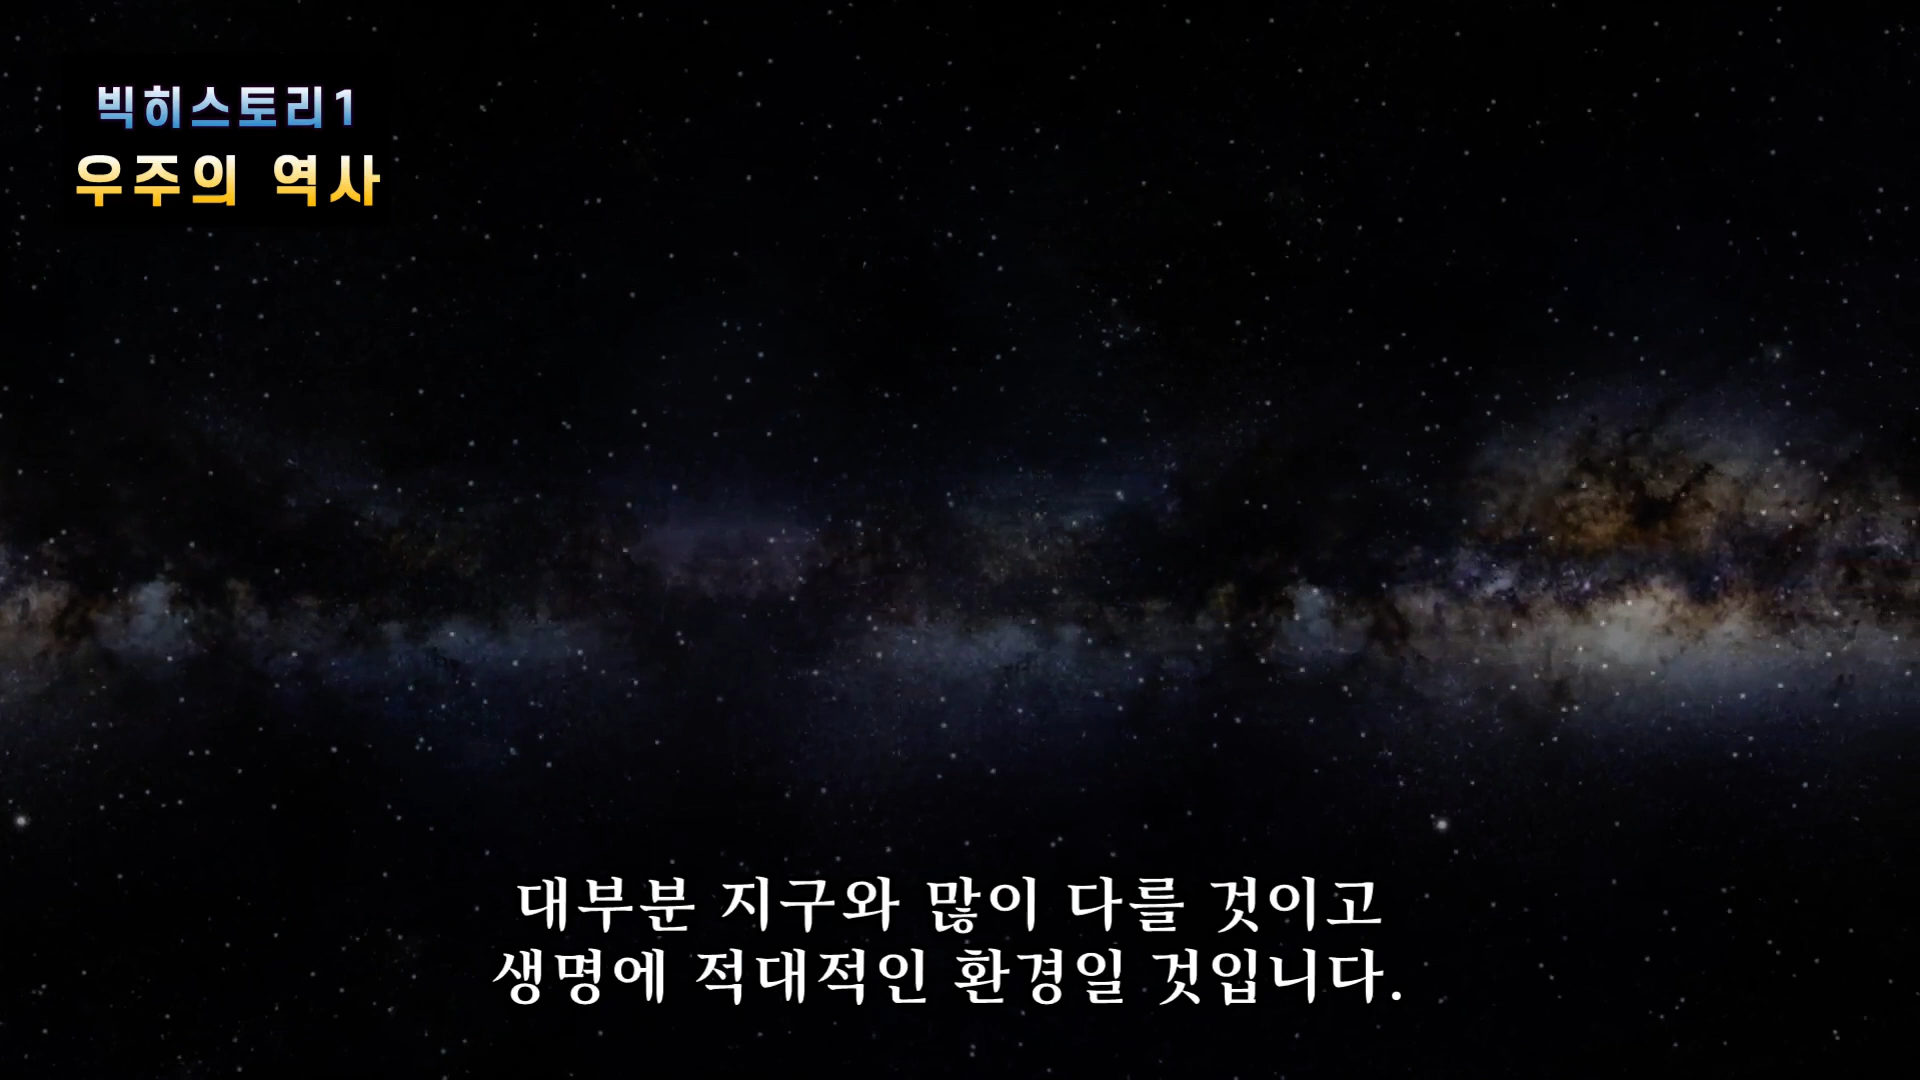 빅히스토리1
우주의 역사
대부분 지구와 많이 다를 것이고
생명에 적대적인 환경일 것입니다.